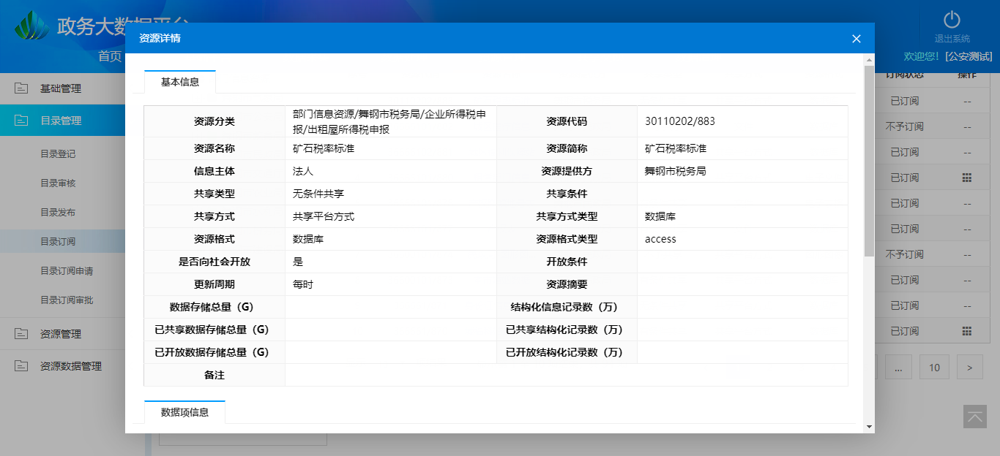 政务大数据平台
退出系统
首页
欢迎您! [公安测试]
基础管理
目录管理
目录登记
目录审核
目录发布
目录订阅
目录订阅申请
目录订阅审批
资源管理
资源数据管理
资源详情
基本信息
资源分类 部门信息资源/舞钢市税务局/企业所得税申 资源代码 30110202/883
报/出租屋所得税申报
资源名称 矿石税率标准 资源简称 矿石税率标准
信息主体 法人 资源提供方 舞钢市税务局
共享类型 无条件共享 共享条件
共享方式 共享平台方式 共享方式类型 数据库
资源格式 数据库 资源格式类型 access
是否向社会开放 是 开放条件
更新周期 每时 资源摘要
数据存储总量（G） 结构化信息记录数（万）
已共享数据存储总量（G） 已共享结构化记录数（万）
已开放数据存储总量（G） 已开放结构化记录数（万）
备注
数据项信息
订阅状态 操作
已订阅 --
不予订阅 --
已订阅 --
已订阅
已订阅 --
已订阅 --
不予订阅 --
已订阅 --
已订阅 --
已订阅
... 10 >